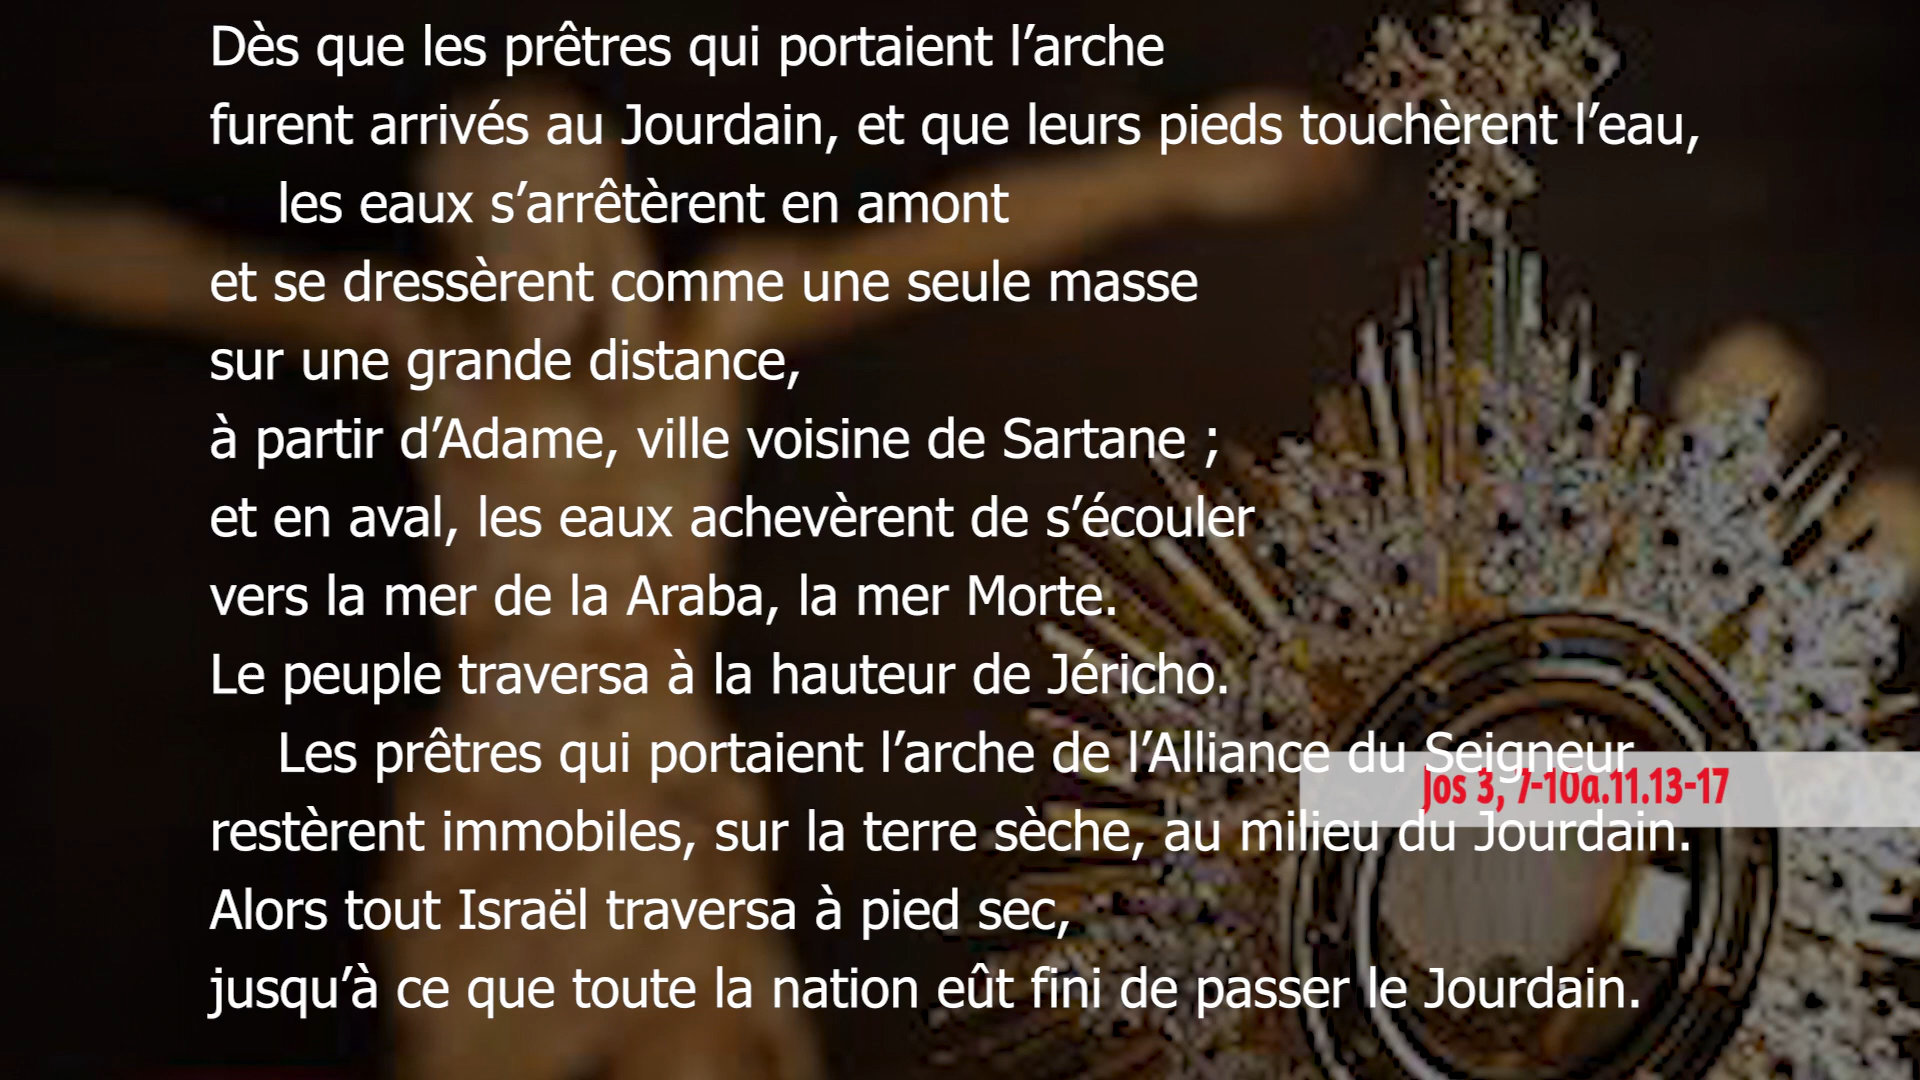 Dès que les prêtres qui portaient l’arche
furent arrivés au Jourdain, et que leurs pieds touchèrent l’eau,
les eaux s’arrêtèrent en amont
et se dressèrent comme une seule masse
sur une grande distance,
à partir d’Adame, ville voisine de Sartane ;
et en aval, les eaux achevèrent de s’écouler
vers la mer de la Araba, la mer Morte.
Le peuple traversa à la hauteur de Jéricho.
Les prêtres qui portaient l’arche de l’Alliance du Seigneur
Jos 3, 7-10a.11.13-17
restèrent immobiles, sur la terre sèche, au milieu du Jourdain.
Alors tout Israël traversa à pied sec,
jusqu’à ce que toute la nation eût fini de passer le Jourdain.